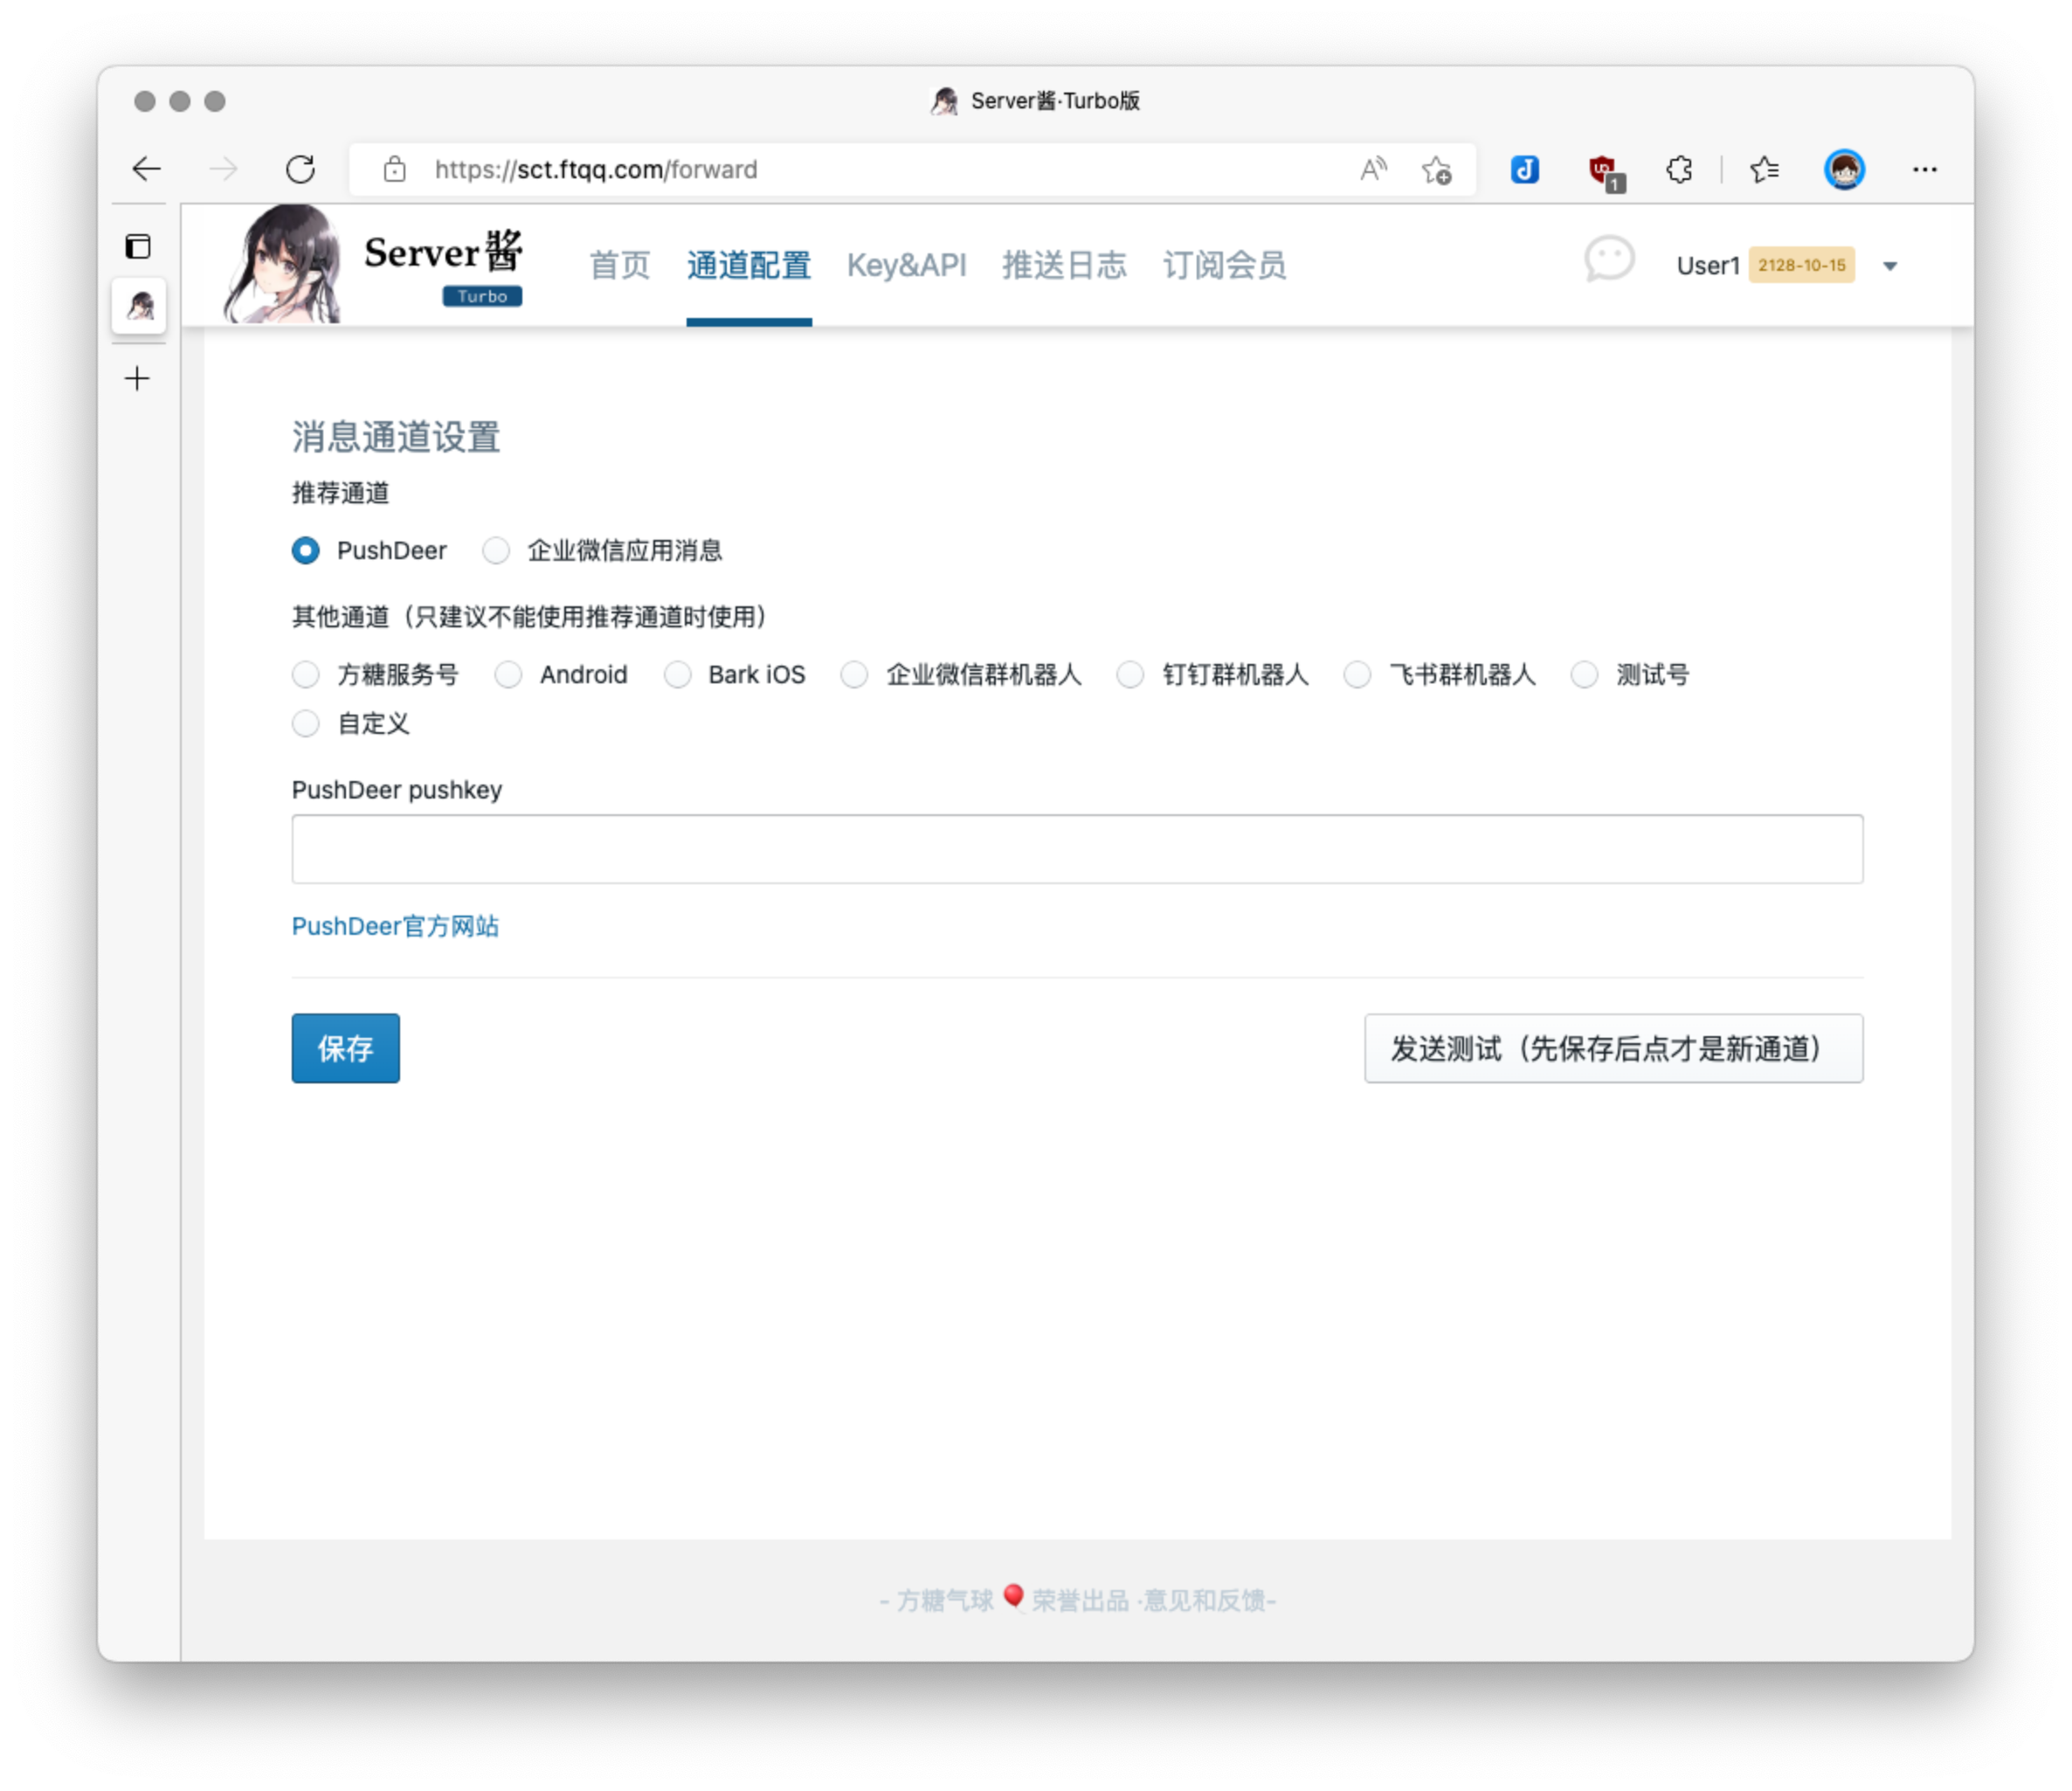 Server酱·Turbo版
https://sct.ftqq.com/forward
A
J
1
Server酱
Turbo
首页 通道配置 Key&API 推送日志 订阅会员
User1 2128-10-15
消息通道设置
推荐通道
PushDeer 企业微信应用消息
其他通道（只建议不能使用推荐通道时使用）
方糖服务号 Android Bark iOS 企业微信群机器人 钉钉群机器人 飞书群机器人 测试号
自定义
PushDeer pushkey
PushDeer官方网站
保存 发送测试（先保存后点才是新通道）
- 方糖气球🎈荣誉出品 ·意见和反馈-